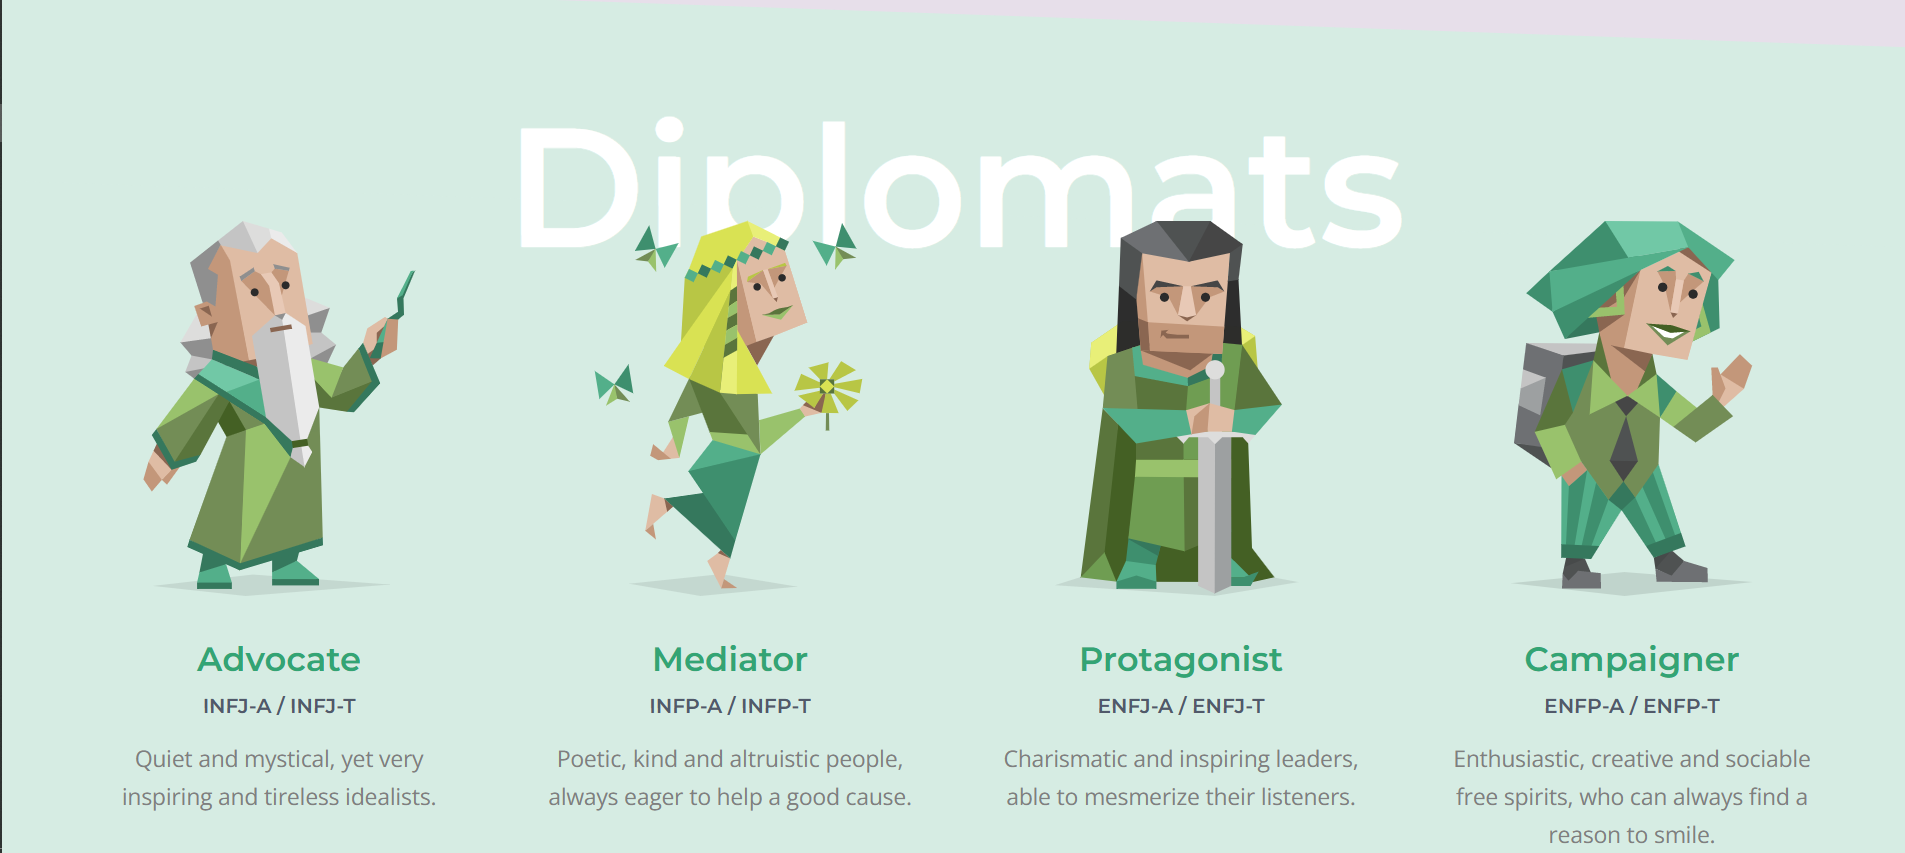 Diplomats
Advocate
INFJ-A / INFJ-T
Quiet and mystical, yet very
inspiring and tireless idealists.
Mediator
INFP-A / INFP-T
Poetic, kind and altruistic people,
always eager to help a good cause.
Protagonist
ENFJ-A / ENFJ-T
Charismatic and inspiring leaders,
able to mesmerize their listeners.
Campaigner
ENFP-A / ENFP-T
Enthusiastic, creative and sociable
free spirits, who can always find a
reason to smile.